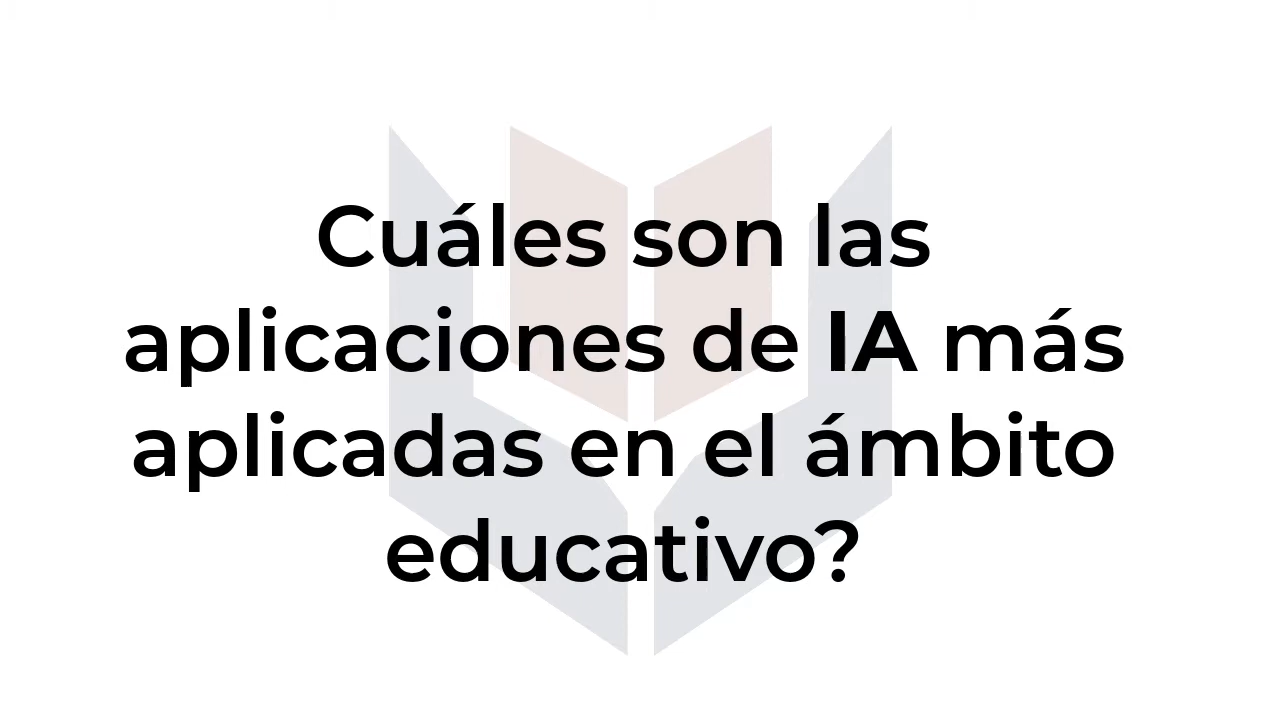 Cuáles son las
aplicaciones de IA más
aplicadas en el ámbito
educativo?